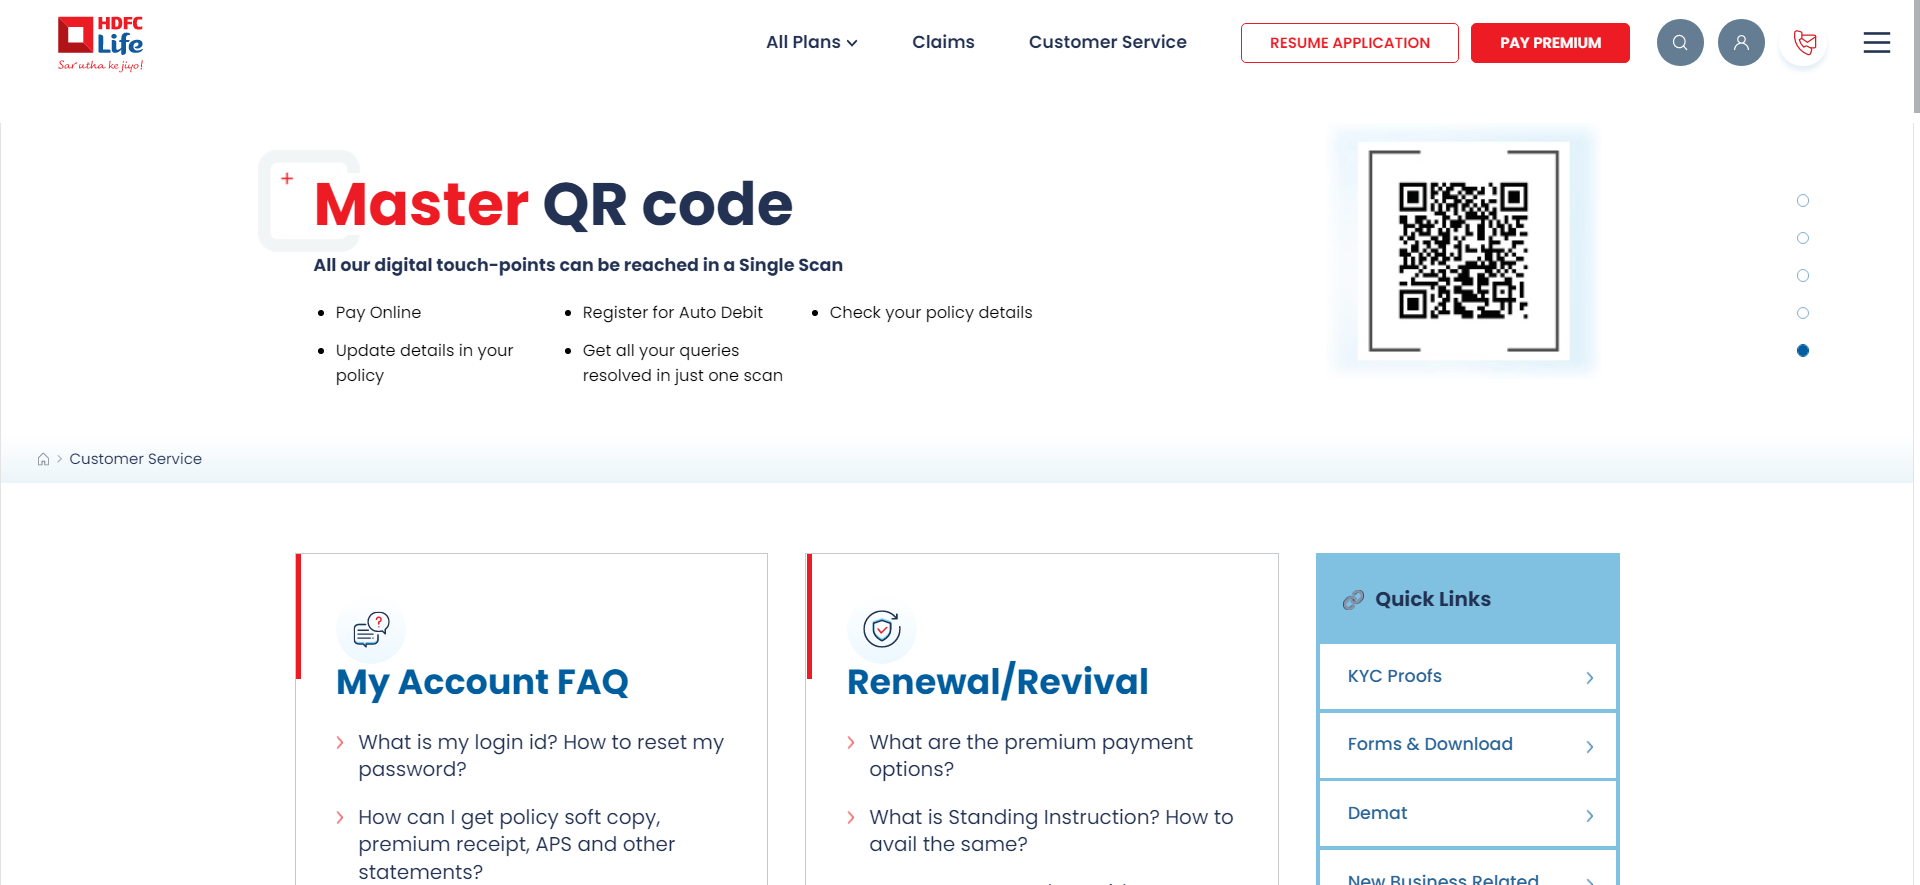 HDFC
Life
Sar utha ke jiyo!
All Plans
Claims
Customer Service
RESUME APPLICATION
PAY PREMIUM
Master QR code
All our digital touch-points can be reached in a Single Scan
Pay Online
Register for Auto Debit
Check your policy details
Update details in your
policy
Get all your queries
resolved in just one scan
Customer Service
My Account FAQ
What is my login id? How to reset my
password?
How can I get policy soft copy,
premium receipt, APS and other
statements?
Renewal/Revival
What are the premium payment
options?
What is Standing Instruction? How to
avail the same?
Quick Links
KYC Proofs
Forms & Download
Demat
New Business Related